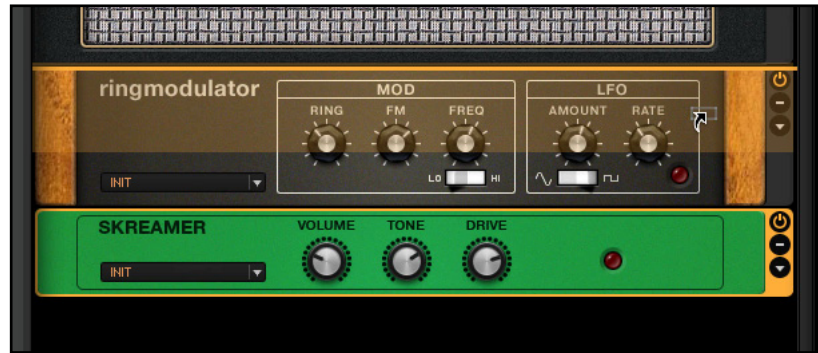 ringmodulator
MOD
LFO
RING FM FREQ
AMOUNT RATE
LO HI
INIT
SKREAMER
VOLUME TONE DRIVE
INIT